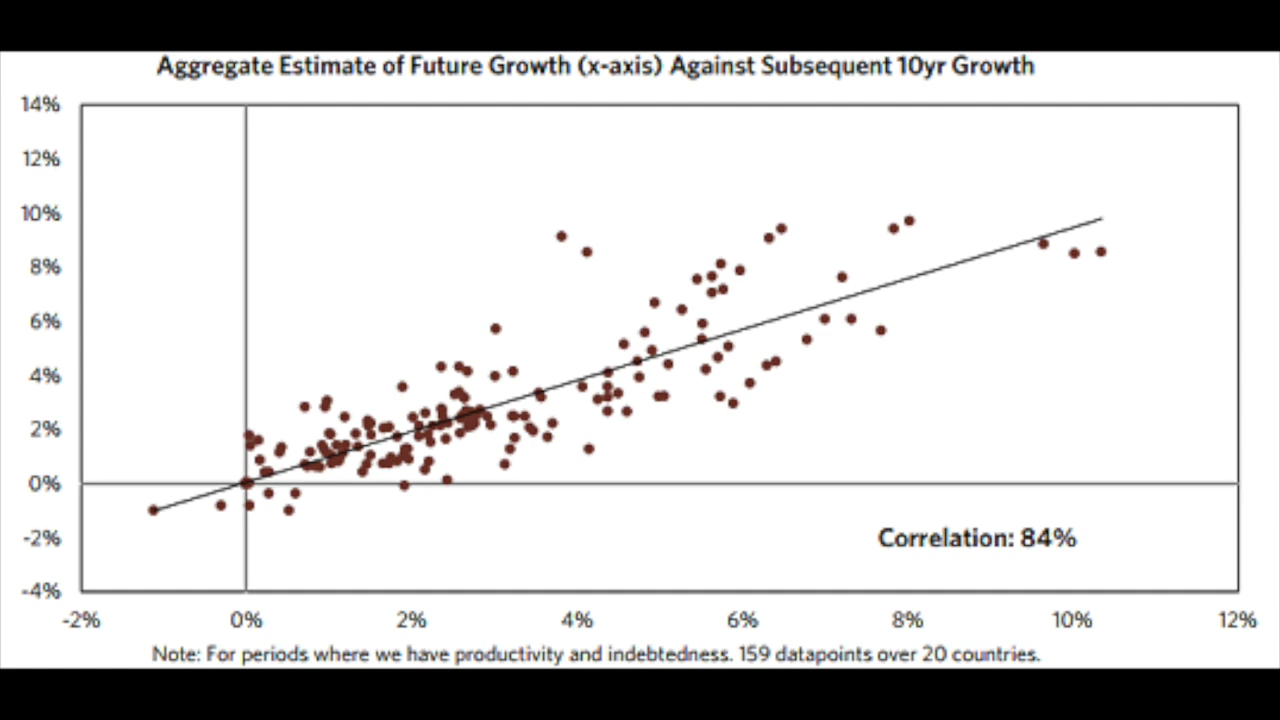 Aggregate Estimate of Future Growth (x-axis) Against Subsequent 10yr Growth
14%
12%
10%
8%
6%
4%
2%
0%
-2%
-4%
Correlation: 84%
-2% 0% 2% 4% 6% 8% 10% 12%
Note: For periods where we have productivity and indebtedness. 159 datapoints over 20 countries.